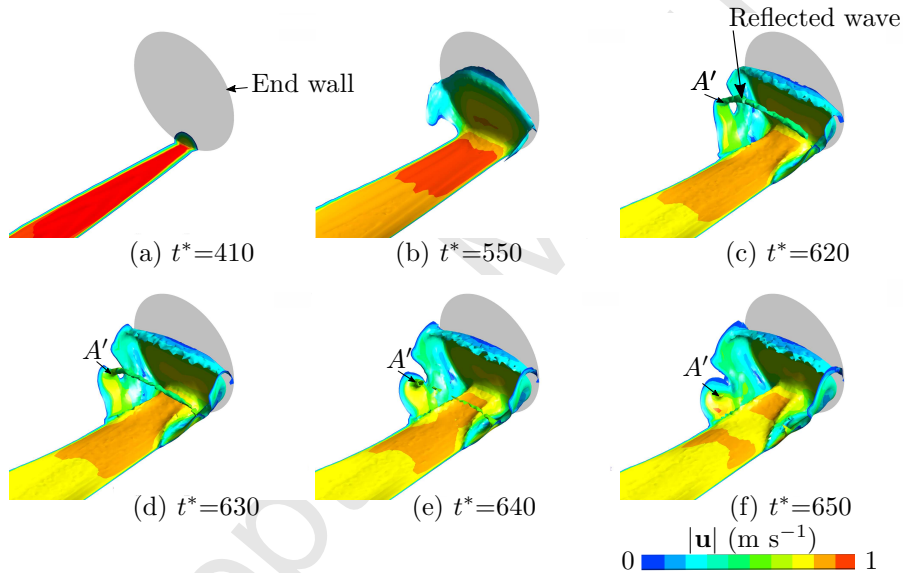 Reflected wave
A′
End wall
(a) t*=410
(b) t*=550
(c) t*=620
A′
A′
A′
(d) t*=630
(e) t*=640
(f) t*=650
|u| (m s⁻¹)
0 1